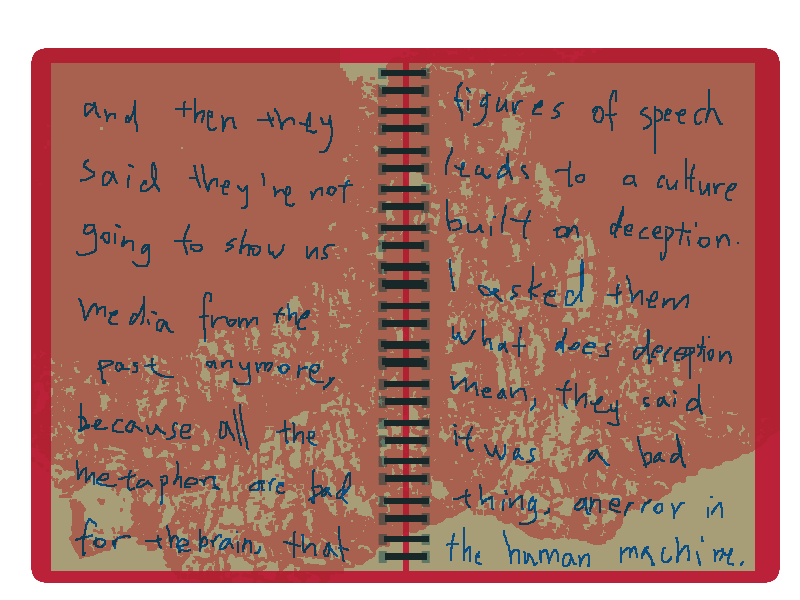 and then they
said they're not
going to show us
media from the
past anymore,
because all the
metaphors are bad
for the brain, that
figures of speech
leads to a culture
built on deception.
I asked them
what does deception
mean, they said
it was a bad
thing, an error in
the human machine.